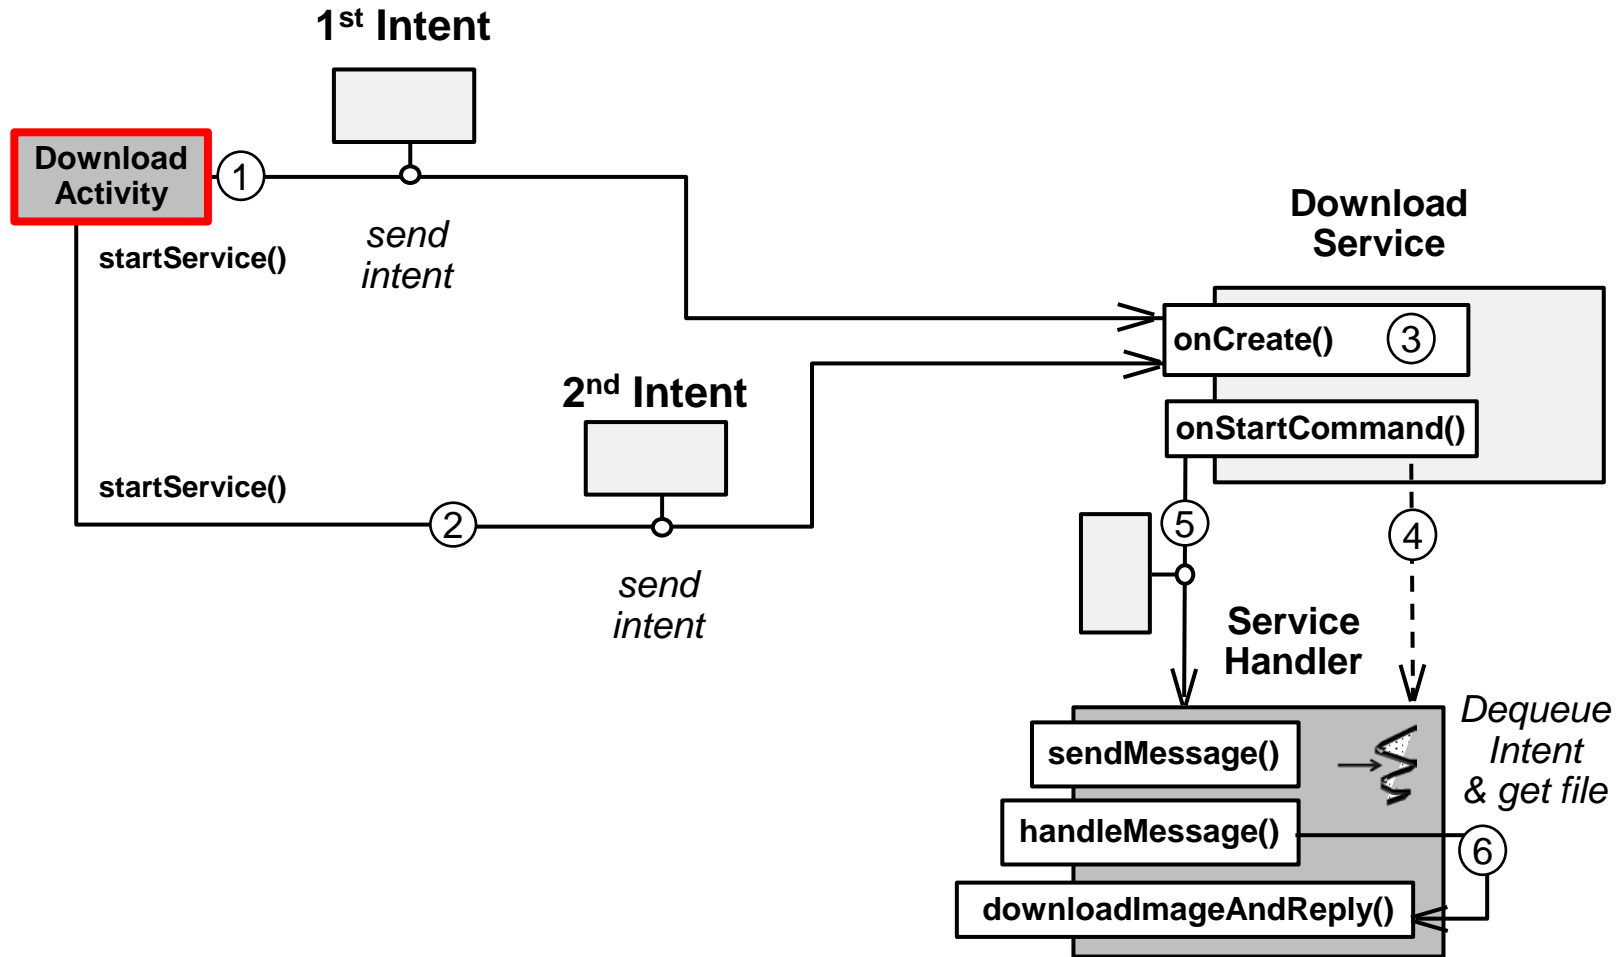 1st Intent
Download
Activity
1
send
intent
startService()
Download
Service
onCreate()
3
2nd Intent
onStartCommand()
startService()
2
5
4
send
intent
Service
Handler
sendMessage()
Dequeue
Intent
& get file
handleMessage()
6
downloadImageAndReply()